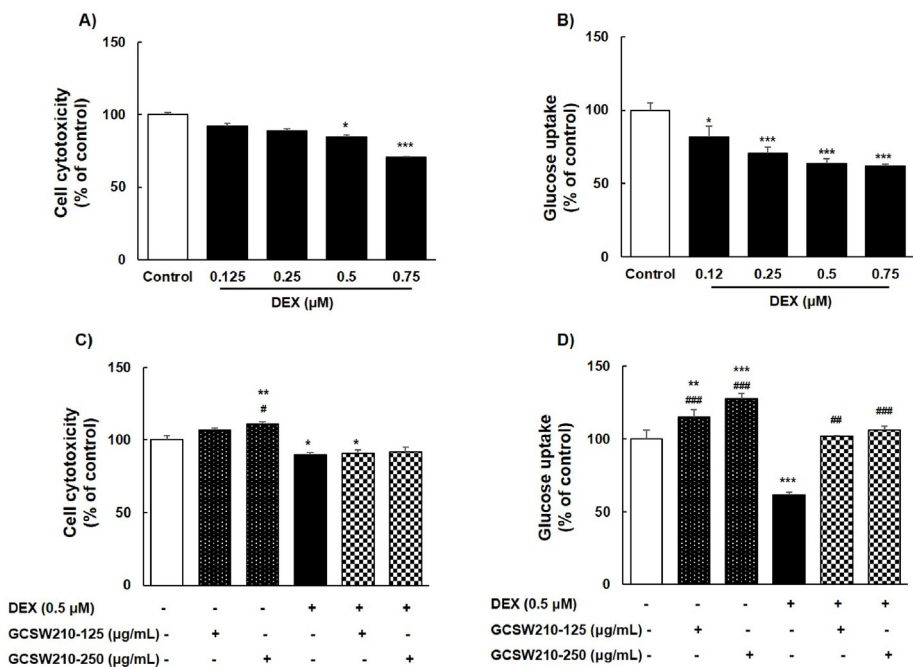 A)
150
100
50
0
Cell cytotoxicity
(% of control)
*
***
Control 0.125 0.25 0.5 0.75
DEX (µM)
B)
150
100
50
0
Glucose uptake
(% of control)
*
***
***
***
Control 0.12 0.25 0.5 0.75
DEX (µM)
C)
150
100
50
0
Cell cytotoxicity
(% of control)
**
#
*
*
DEX (0.5 µM) - - - + + +
GCSW210-125 (µg/mL) - + - - + -
GCSW210-250 (µg/mL) - - + - - +
D)
150
100
50
0
Glucose uptake
(% of control)
**
###
***
###
***
##
###
DEX (0.5 µM) - - - + + +
GCSW210-125 (µg/mL) - + - - + -
GCSW210-250 (µg/mL) - - + - - +